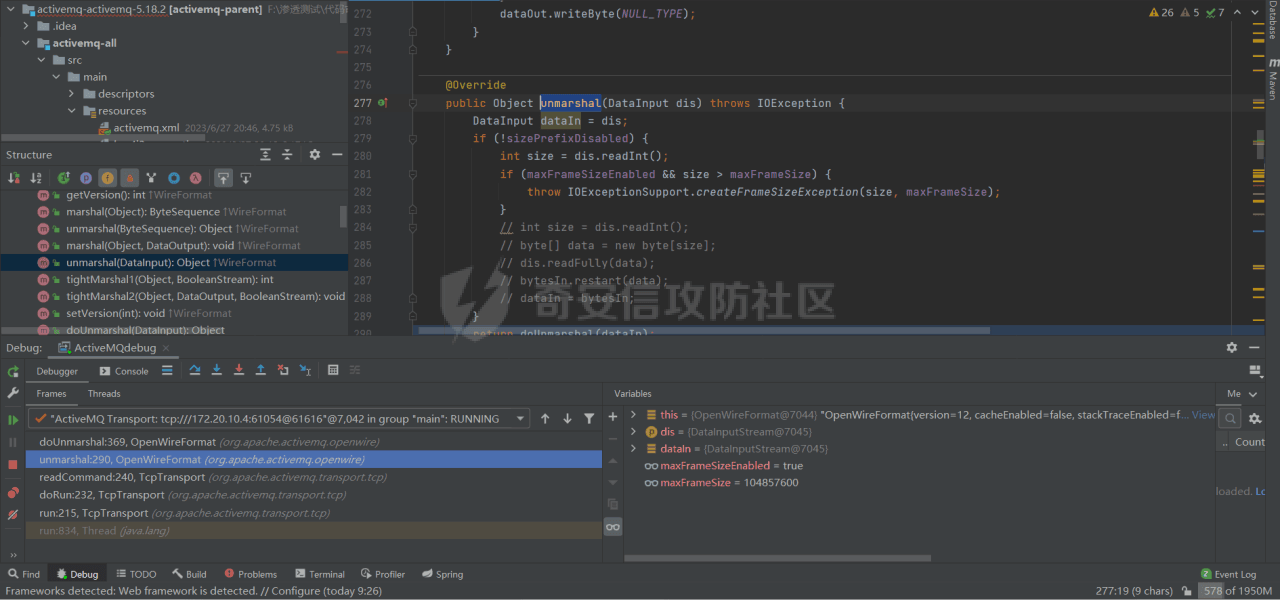 activemq-activemq-5.18.2 [activemq-parent] F:\渗透测试\代码
.idea
activemq-all
src
main
descriptors
resources
activemq.xml 2023/6/27 20:46, 4.75 kB
272 dataOut.writeByte(NULL_TYPE);
273 }
274 }
275
276 @Override
277 public Object unmarshal(DataInput dis) throws IOException {
278 DataInput dataIn = dis;
279 if (!sizePrefixDisabled) {
280 int size = dis.readInt();
281 if (maxFrameSizeEnabled && size > maxFrameSize) {
282 throw IOExceptionSupport.createFrameSizeException(size, maxFrameSize);
283 }
284 // int size = dis.readInt();
285 // byte[] data = new byte[size];
286 // dis.readFully(data);
287 // bytesIn.restart(data);
288 // dataIn = bytesIn;
289 }
290 return doUnmarshal(dataIn);
26 5 7
Database
m Maven
奇安信攻防社区
Structure
getVersion(): int ↑WireFormat
marshal(Object): ByteSequence ↑WireFormat
unmarshal(ByteSequence): Object ↑WireFormat
marshal(Object, DataOutput): void ↑WireFormat
unmarshal(DataInput): Object ↑WireFormat
tightMarshal1(Object, BooleanStream): int
tightMarshal2(Object, DataOutput, BooleanStream): void
setVersion(int): void ↑WireFormat
doUnmarshal(DataInput): Object
Debug: ActiveMQdebug
Debugger Console
Frames Threads
"ActiveMQ Transport: tcp:///172.20.10.4:61054@61616"@7,042 in group "main": RUNNING
doUnmarshal:369, OpenWireFormat (org.apache.activemq.openwire)
unmarshal:290, OpenWireFormat (org.apache.activemq.openwire)
readCommand:240, TcpTransport (org.apache.activemq.transport.tcp)
doRun:232, TcpTransport (org.apache.activemq.transport.tcp)
run:215, TcpTransport (org.apache.activemq.transport.tcp)
run:834, Thread (java.lang)
Variables
this = {OpenWireFormat@7044} "OpenWireFormat{version=12, cacheEnabled=false, stackTraceEnabled=f... View
dis = {DataInputStream@7045}
dataIn = {DataInputStream@7045}
maxFrameSizeEnabled = true
maxFrameSize = 104857600
Me
.. Count
loaded. Lo
Find Debug TODO Build Problems Terminal Profiler Spring 2 Event Log
Frameworks detected: Web framework is detected. // Configure (today 9:26) 277:19 (9 chars) 578 of 1950M